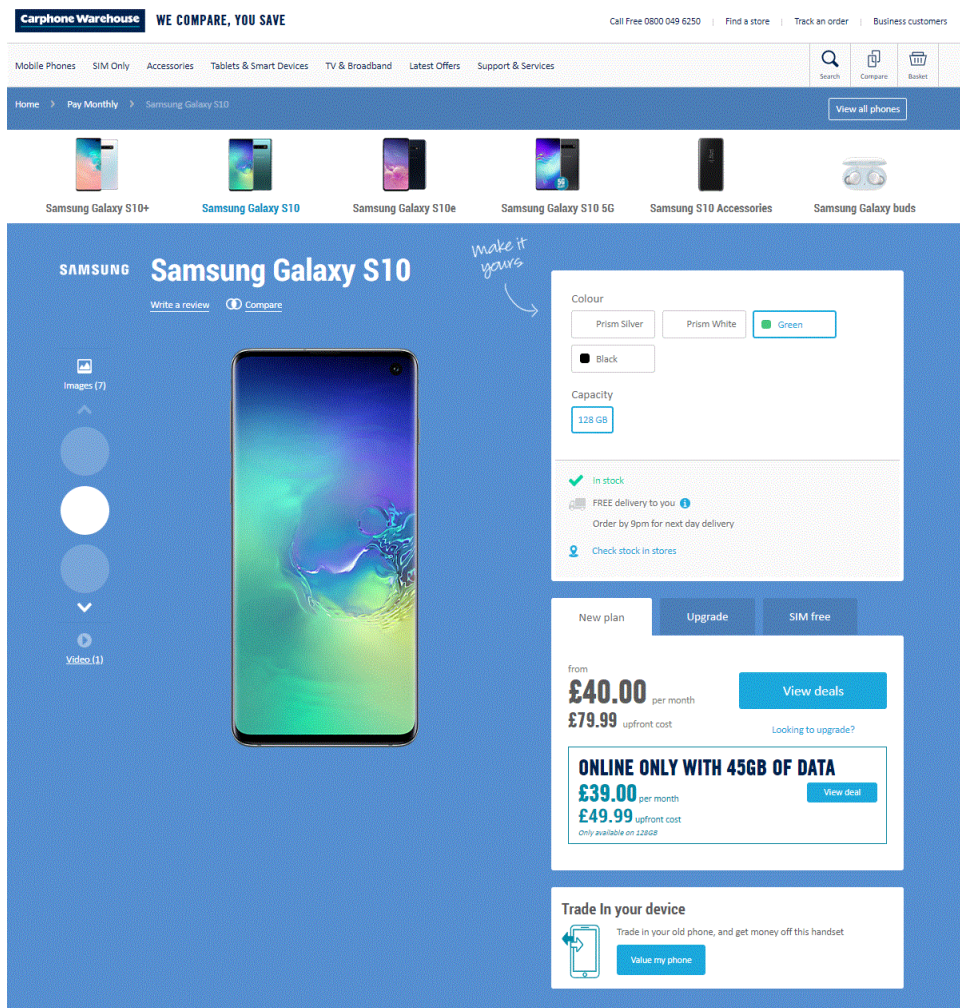 Carphone Warehouse WE COMPARE, YOU SAVE
Call Free 0800 049 6250 | Find a store | Track an order | Business customers
Mobile Phones SIM Only Accessories Tablets & Smart Devices TV & Broadband Latest Offers Support & Services
Search Compare Basket
Home > Pay Monthly > Samsung Galaxy S10
View all phones
Samsung Galaxy S10+ Samsung Galaxy S10 Samsung Galaxy S10e Samsung Galaxy S10 5G Samsung S10 Accessories Samsung Galaxy buds
SAMSUNG Samsung Galaxy S10
Write a review Compare
make it
yours
Images (7)
Video (1)
Colour
Prism Silver Prism White Green
Black
Capacity
128 GB
In stock
FREE delivery to you
Order by 9pm for next day delivery
Check stock in stores
New plan Upgrade SIM free
from
£40.00 per month
£79.99 upfront cost
View deals
Looking to upgrade?
ONLINE ONLY WITH 45GB OF DATA
£39.00 per month
£49.99 upfront cost
Only available on 128GB
View deal
Trade In your device
Trade in your old phone, and get money off this handset
Value my phone